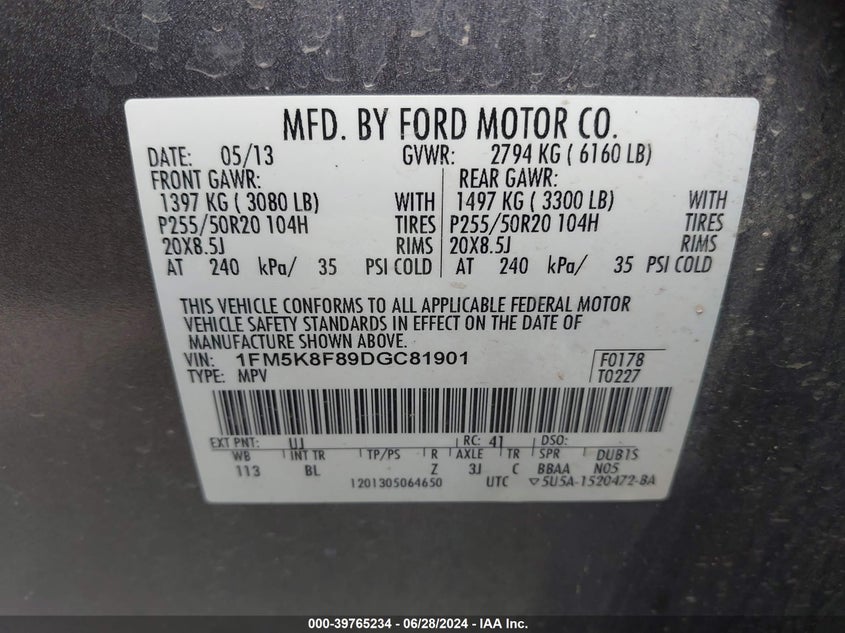 MFD. BY FORD MOTOR CO.
DATE: 05/13 GVWR: 2794 KG ( 6160 LB)
FRONT GAWR: REAR GAWR:
1397 KG ( 3080 LB) WITH 1497 KG ( 3300 LB) WITH
P255/50R20 104H TIRES P255/50R20 104H TIRES
20X8.5J RIMS 20X8.5J RIMS
AT 240 kPa/ 35 PSI COLD AT 240 kPa/ 35 PSI COLD
THIS VEHICLE CONFORMS TO ALL APPLICABLE FEDERAL MOTOR
VEHICLE SAFETY STANDARDS IN EFFECT ON THE DATE OF
MANUFACTURE SHOWN ABOVE.
VIN: 1FM5K8F89DGC81901 F0178
TYPE: MPV T0227
EXT PNT: UJ RC: 41 DSO:
WB INT TR TP/PS R AXLE TR SPR DUB1S
113 BL Z 3J C BBAA N05
1201305064650 UTC ▽5U5A-1520472-BA
000-39765234 - 06/28/2024 - IAA Inc.